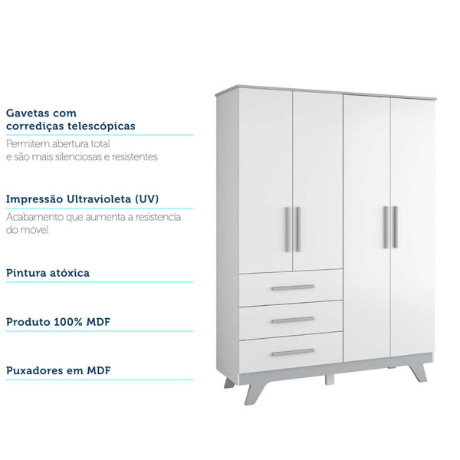 Gavetas com
corrediças telescópicas
Permitem abertura total
e são mais silenciosas e resistentes
Impressão Ultravioleta (UV)
Acabamento que aumenta a resistencia
do móvel
Pintura atóxica
Produto 100% MDF
Puxadores em MDF